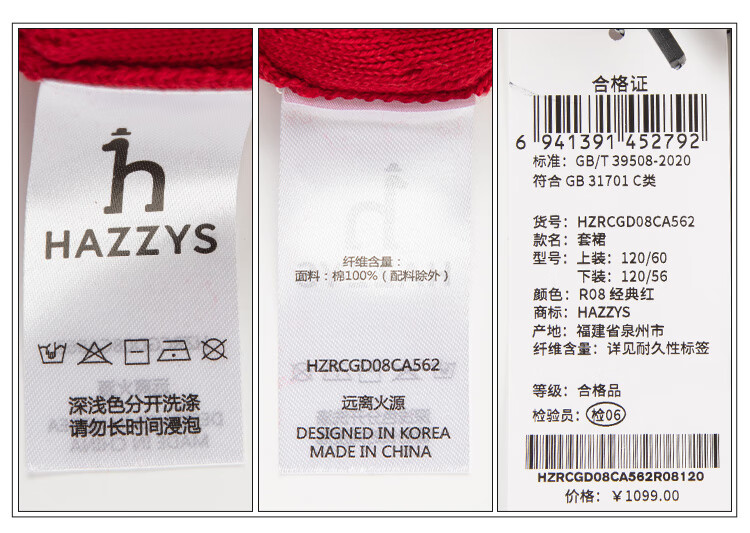 h
HAZZYS
深浅色分开洗涤
请勿长时间浸泡
纤维含量：
面料：棉100%（配料除外）
HZRCGD08CA562
远离火源
DESIGNED IN KOREA
MADE IN CHINA
合格证
6 941391 452792
标准：GB/T 39508-2020
符合 GB 31701 C类
货号：HZRCGD08CA562
款名：套裙
型号：上装：120/60
下装：120/56
颜色：R08 经典红
商标：HAZZYS
产地：福建省泉州市
纤维含量：详见耐久性标签
等级：合格品
检验员：检06
HZRCGD08CA562R08120
价格：￥1099.00